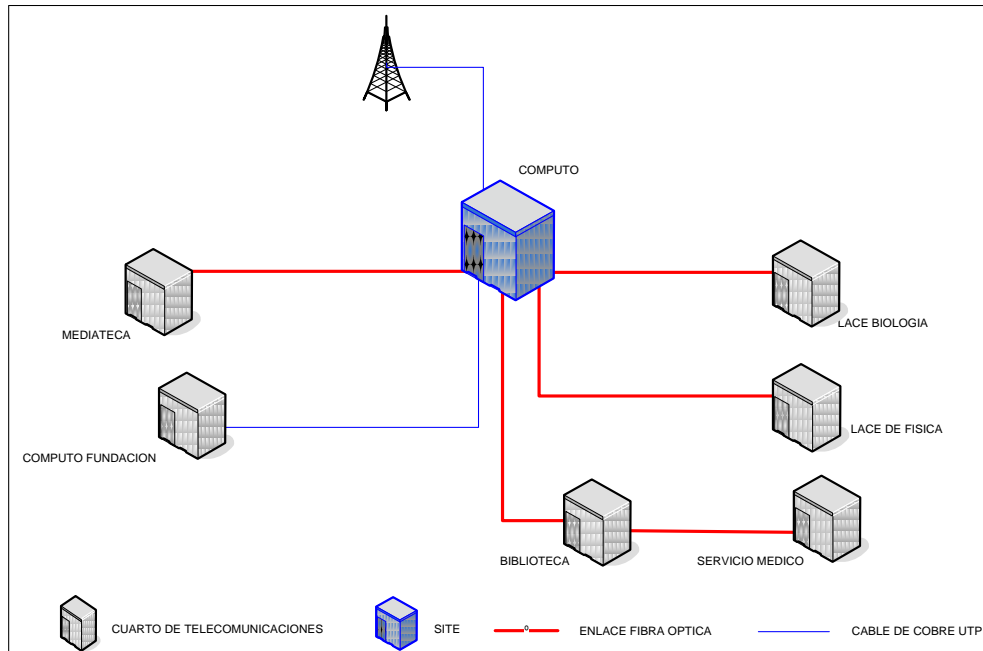 COMPUTO
MEDIATECA
LACE BIOLOGIA
COMPUTO FUNDACION
LACE DE FISICA
BIBLIOTECA
SERVICIO MEDICO
CUARTO DE TELECOMUNICACIONES
SITE
ENLACE FIBRA OPTICA
CABLE DE COBRE UTP